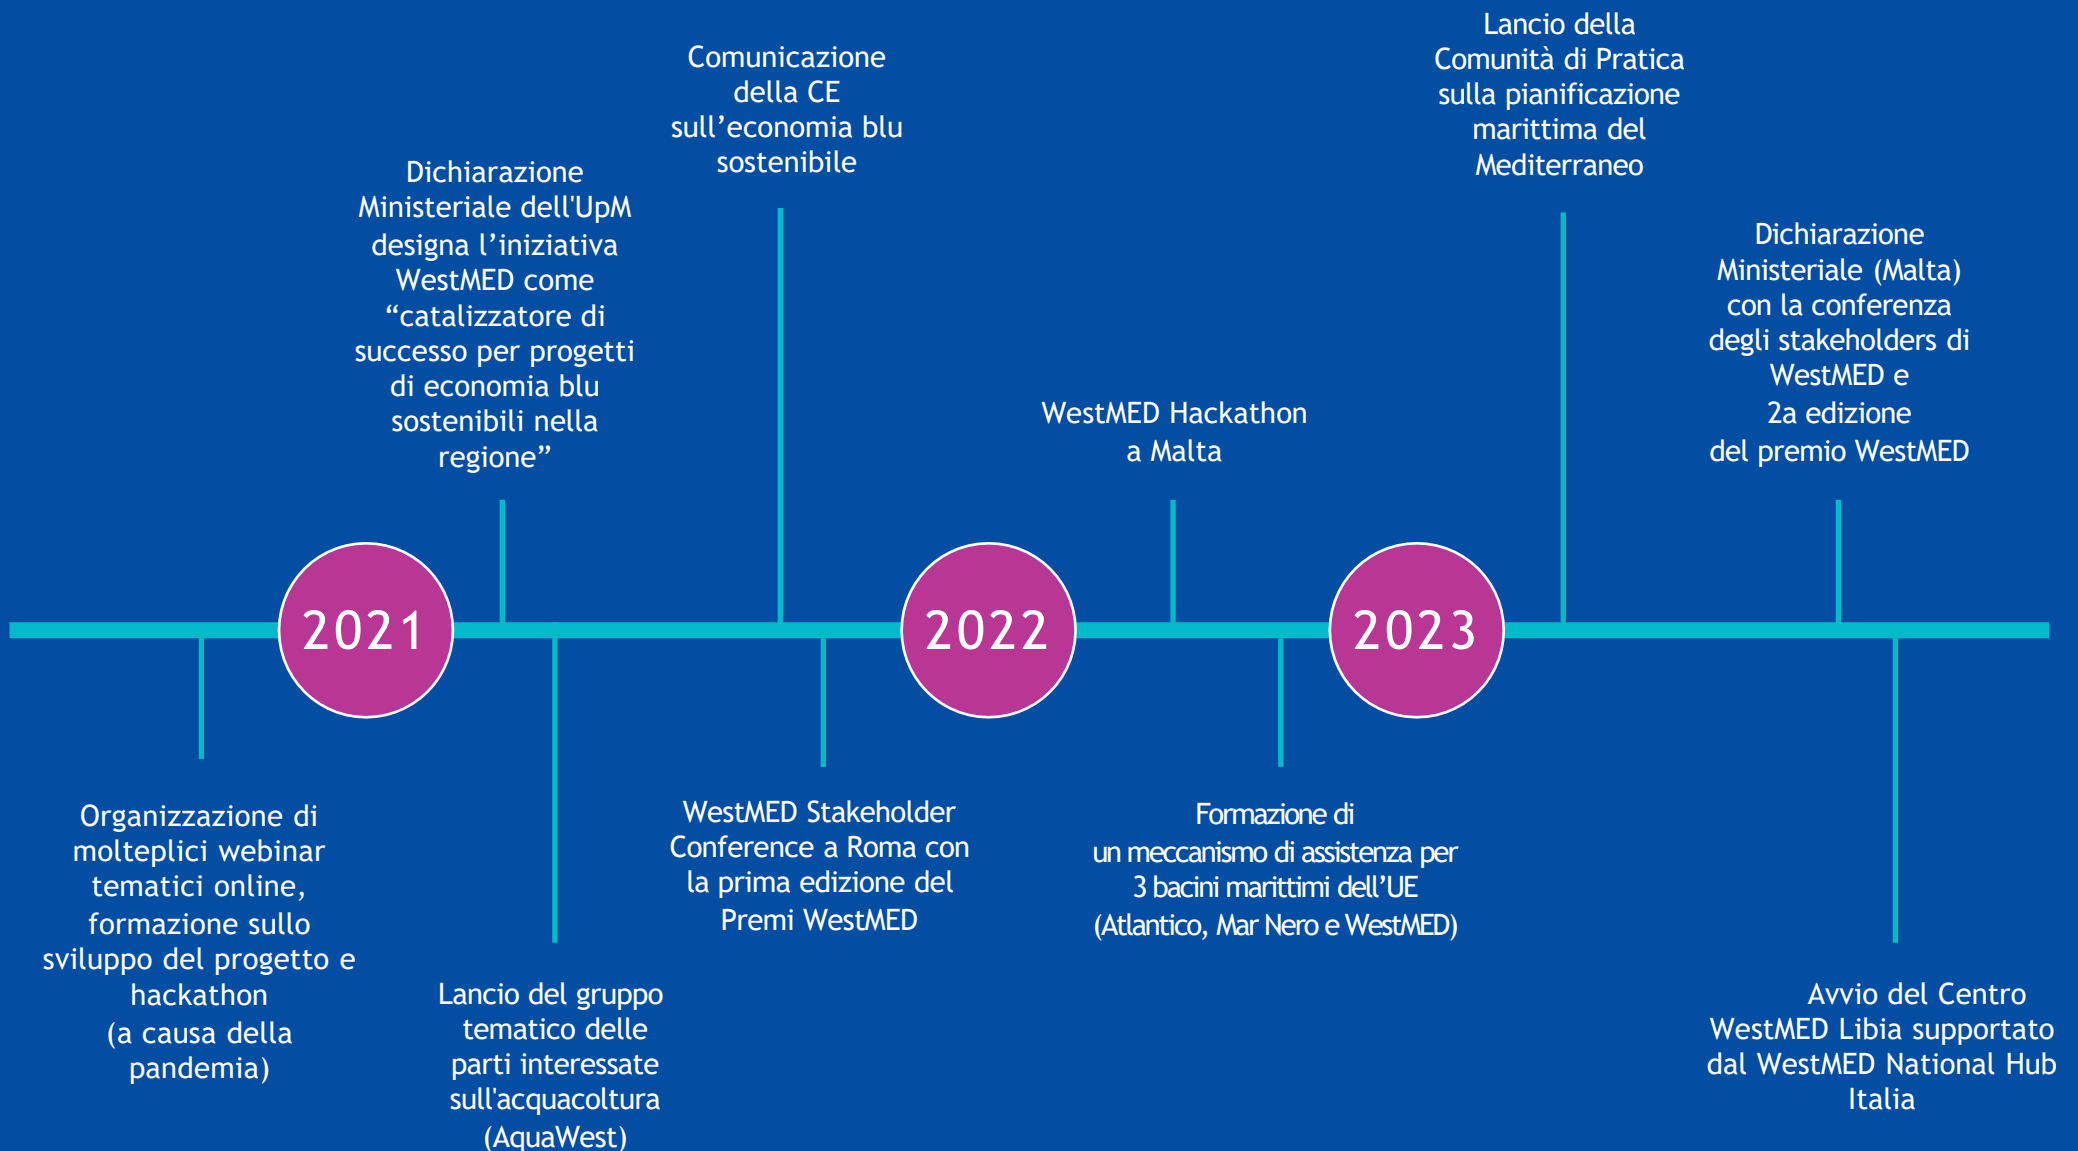 Organizzazione di
molteplici webinar
tematici online,
formazione sullo
sviluppo del progetto e
hackathon
(a causa della
pandemia)
2021
Dichiarazione
Ministeriale dell'UpM
designa l’iniziativa
WestMED come
“catalizzatore di
successo per progetti
di economia blu
sostenibili nella
regione”
Lancio del gruppo
tematico delle
parti interessate
sull'acquacoltura
(AquaWest)
Comunicazione
della CE
sull’economia blu
sostenibile
WestMED Stakeholder
Conference a Roma con
la prima edizione del
Premi WestMED
2022
WestMED Hackathon
a Malta
Formazione di
un meccanismo di assistenza per
3 bacini marittimi dell’UE
(Atlantico, Mar Nero e WestMED)
2023
Lancio della
Comunità di Pratica
sulla pianificazione
marittima del
Mediterraneo
Dichiarazione
Ministeriale (Malta)
con la conferenza
degli stakeholders di
WestMED e
2a edizione
del premio WestMED
Avvio del Centro
WestMED Libia supportato
dal WestMED National Hub
Italia